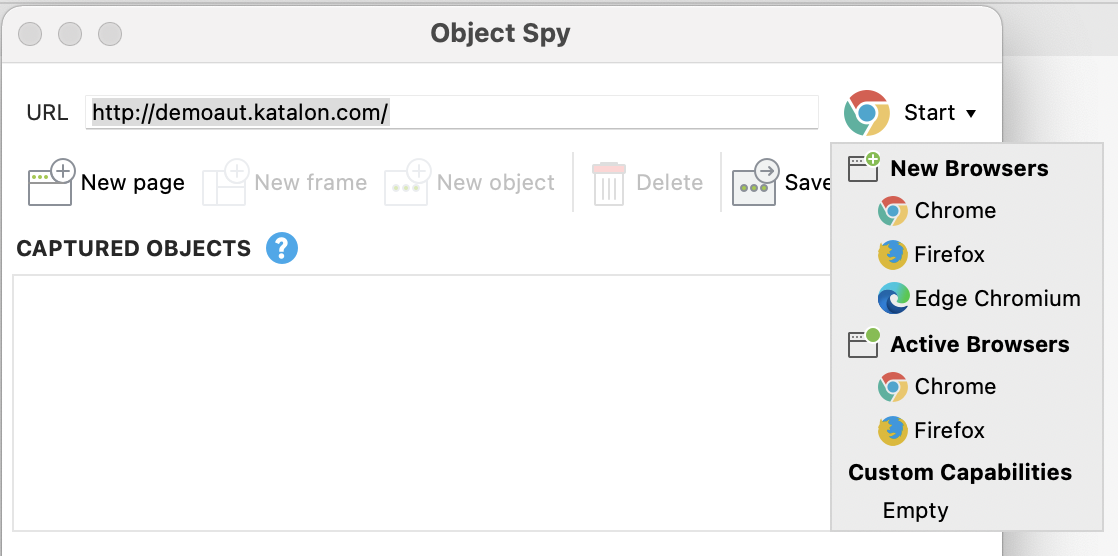 Object Spy
URL http://demoaut.katalon.com/ Start
New page New frame New object Delete Save
CAPTURED OBJECTS ?
New Browsers
Chrome
Firefox
Edge Chromium
Active Browsers
Chrome
Firefox
Custom Capabilities
Empty